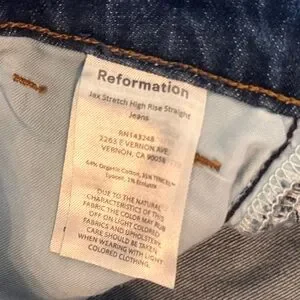 Reformation
Jax Stretch High Rise Straight
Jeans
RN143248
2263 E VERNON AVE.
VERNON, CA 90058
64% Organic Cotton, 35% TENCEL™
Lyocell, 1% Elastane
DUE TO THE NATURAL
CHARACTERISTICS OF THIS
FABRIC THE COLOR MAY RUB
OFF ON LIGHT COLORED
FABRICS AND UPHOLSTERY.
CARE SHOULD BE TAKEN
WHEN WEARING WITH LIGHT
COLORED CLOTHING.